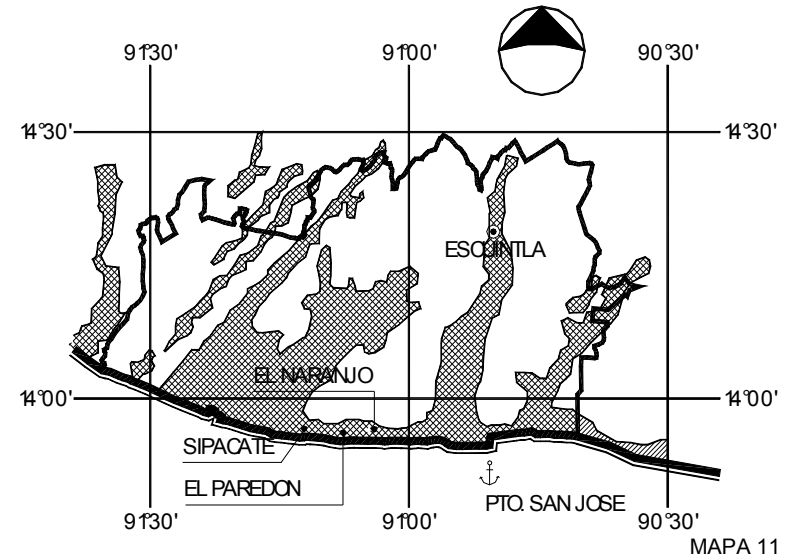 91°30'
91°00'
90°30'
14°30'
14°30'
ESCUINTLA
EL NARANJO
14°00'
14°00'
SIPACATE
EL PAREDON
PTO. SAN JOSE
91°30'
91°00'
90°30'
MAPA 11